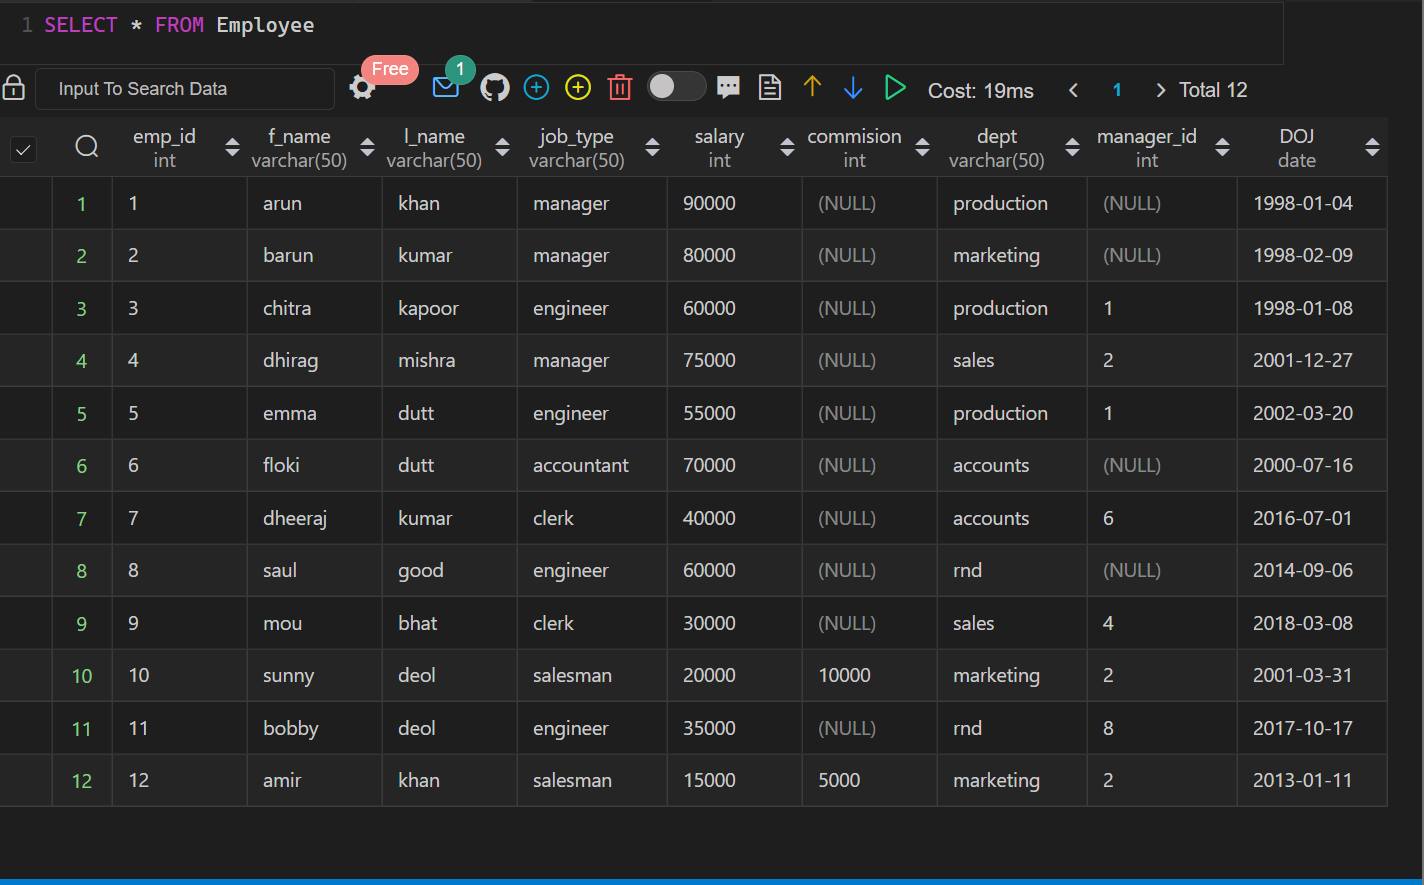 1 SELECT * FROM Employee
Input To Search Data Free 1 Cost: 19ms 1 Total 12
emp_id f_name l_name job_type salary commision dept manager_id DOJ
int varchar(50) varchar(50) varchar(50) int int varchar(50) int date
1 1 arun khan manager 90000 (NULL) production (NULL) 1998-01-04
2 2 barun kumar manager 80000 (NULL) marketing (NULL) 1998-02-09
3 3 chitra kapoor engineer 60000 (NULL) production 1 1998-01-08
4 4 dhirag mishra manager 75000 (NULL) sales 2 2001-12-27
5 5 emma dutt engineer 55000 (NULL) production 1 2002-03-20
6 6 floki dutt accountant 70000 (NULL) accounts (NULL) 2000-07-16
7 7 dheeraj kumar clerk 40000 (NULL) accounts 6 2016-07-01
8 8 saul good engineer 60000 (NULL) rnd (NULL) 2014-09-06
9 9 mou bhat clerk 30000 (NULL) sales 4 2018-03-08
10 10 sunny deol salesman 20000 10000 marketing 2 2001-03-31
11 11 bobby deol engineer 35000 (NULL) rnd 8 2017-10-17
12 12 amir khan salesman 15000 5000 marketing 2 2013-01-11